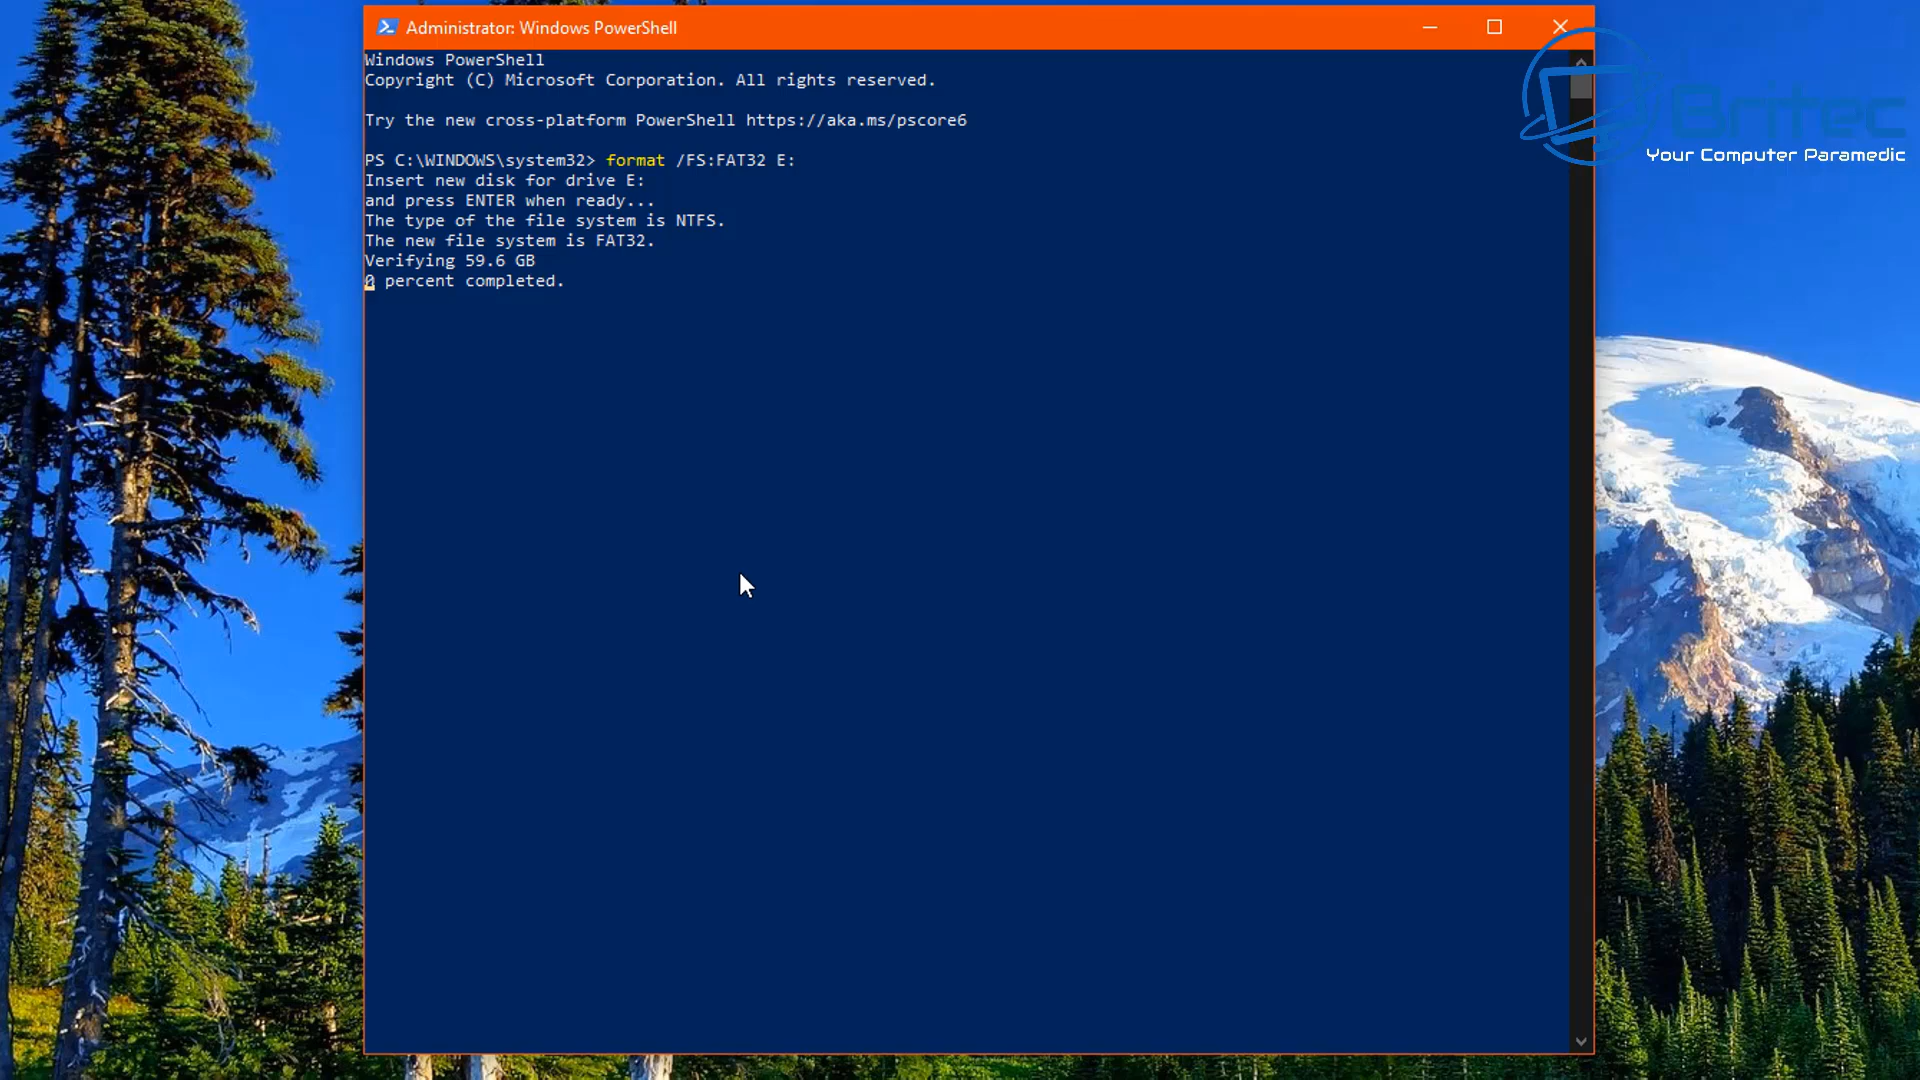 Administrator: Windows PowerShell
Windows PowerShell
Copyright (C) Microsoft Corporation. All rights reserved.
Try the new cross-platform PowerShell https://aka.ms/pscore6
PS C:\WINDOWS\system32> format /FS:FAT32 E:
Insert new disk for drive E:
and press ENTER when ready...
The type of the file system is NTFS.
The new file system is FAT32.
Verifying 59.6 GB
0 percent completed.
Britec
Your Computer Paramedic